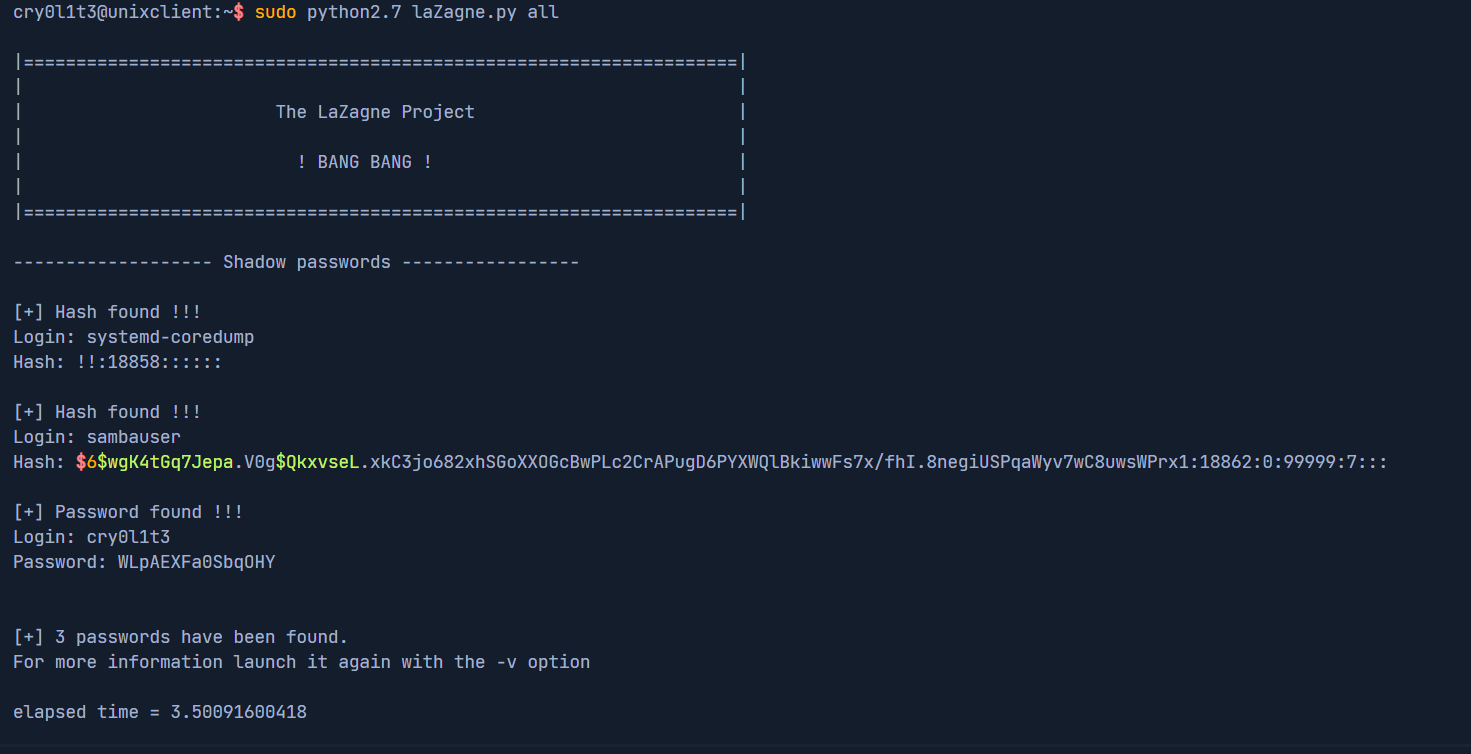 cry0l1t3@unixclient:~$ sudo python2.7 laZagne.py all
|====================================================================|
|                                                                    |
|                        The LaZagne Project                         |
|                                                                    |
|                          ! BANG BANG !                             |
|                                                                    |
|====================================================================|
------------------- Shadow passwords -----------------
[+] Hash found !!!
Login: systemd-coredump
Hash: !!:18858::::::
[+] Hash found !!!
Login: sambauser
Hash: $6$wgK4tGq7Jepa.V0g$QkxvseL.xkC3jo682xhSGoXXOGcBwPLc2CrAPugD6PYXWQlBkiwwFs7x/fhI.8negiUSPqaWyv7wC8uwsWPrx1:18862:0:99999:7:::
[+] Password found !!!
Login: cry0l1t3
Password: WLpAEXFa0SbqOHY
[+] 3 passwords have been found.
For more information launch it again with the -v option
elapsed time = 3.50091600418